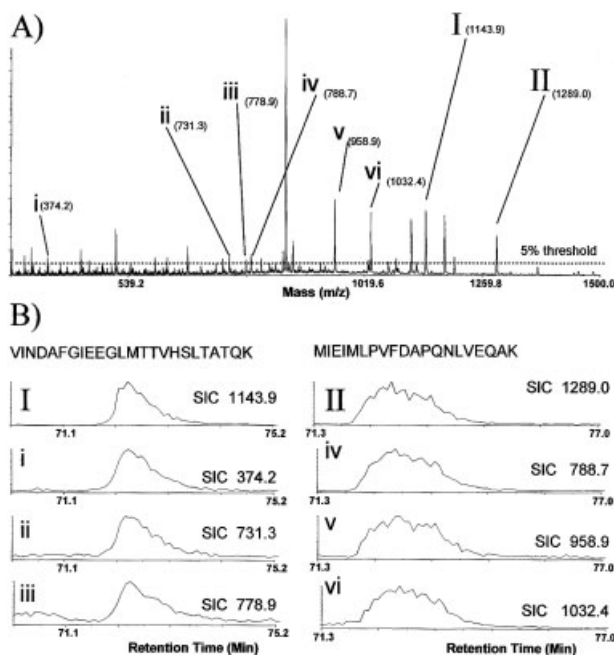 A)
I (1143.9)
II (1289.0)
iii (778.9)
iv (788.7)
ii (731.3)
v (958.9)
vi (1032.4)
i (374.2)
5% threshold
539.2 1019.6 1259.8 1500.0
Mass (m/z)
B)
VINDAFGIEEGLMTTVHSLTATQK MIEIMLPVFDAPQNLVEQAK
I SIC 1143.9 II SIC 1289.0
71.1 75.2 71.3 77.0
i SIC 374.2 iv SIC 788.7
71.1 75.2 71.3 77.0
ii SIC 731.3 v SIC 958.9
71.1 75.2 71.3 77.0
iii SIC 778.9 vi SIC 1032.4
71.1 75.2 71.3 77.0
Retention Time (Min) Retention Time (Min)